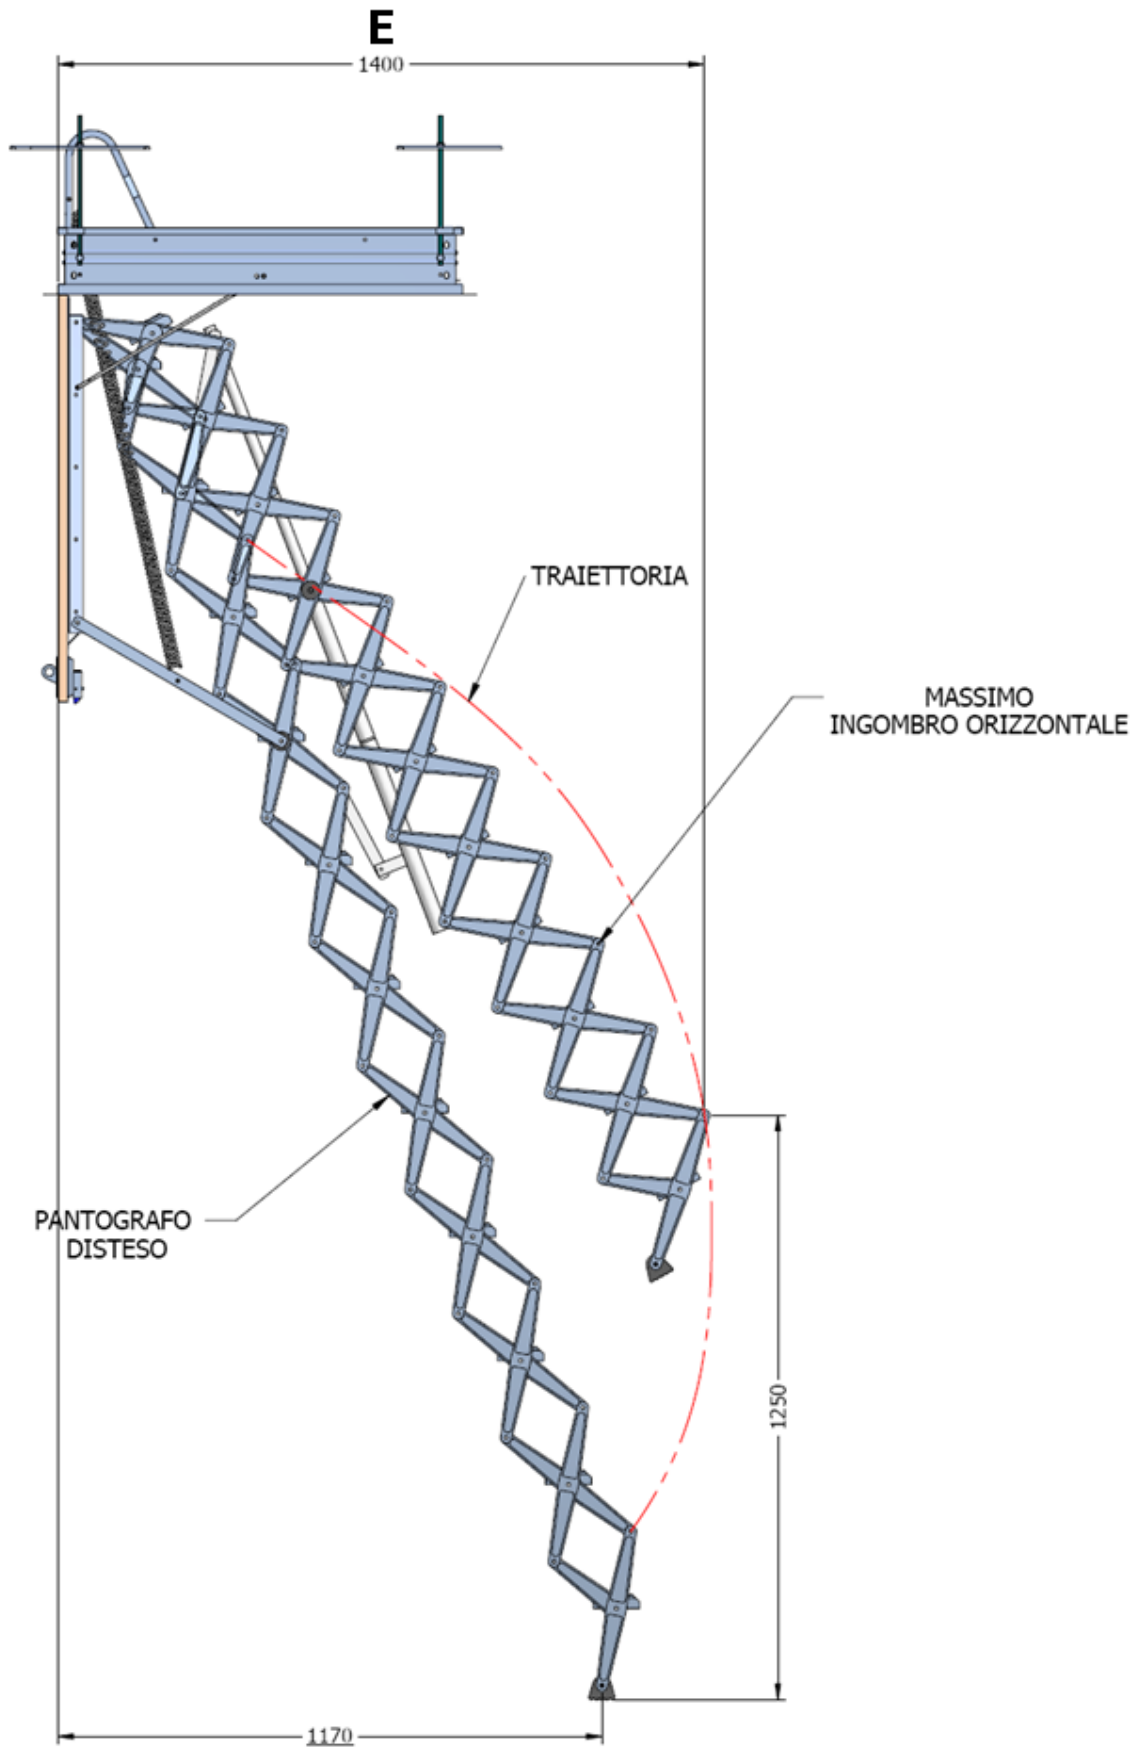 E
1400
TRAIETTORIA
MASSIMO
INGOMBRO ORIZZONTALE
PANTOGRAFO
DISTESO
1250
1170